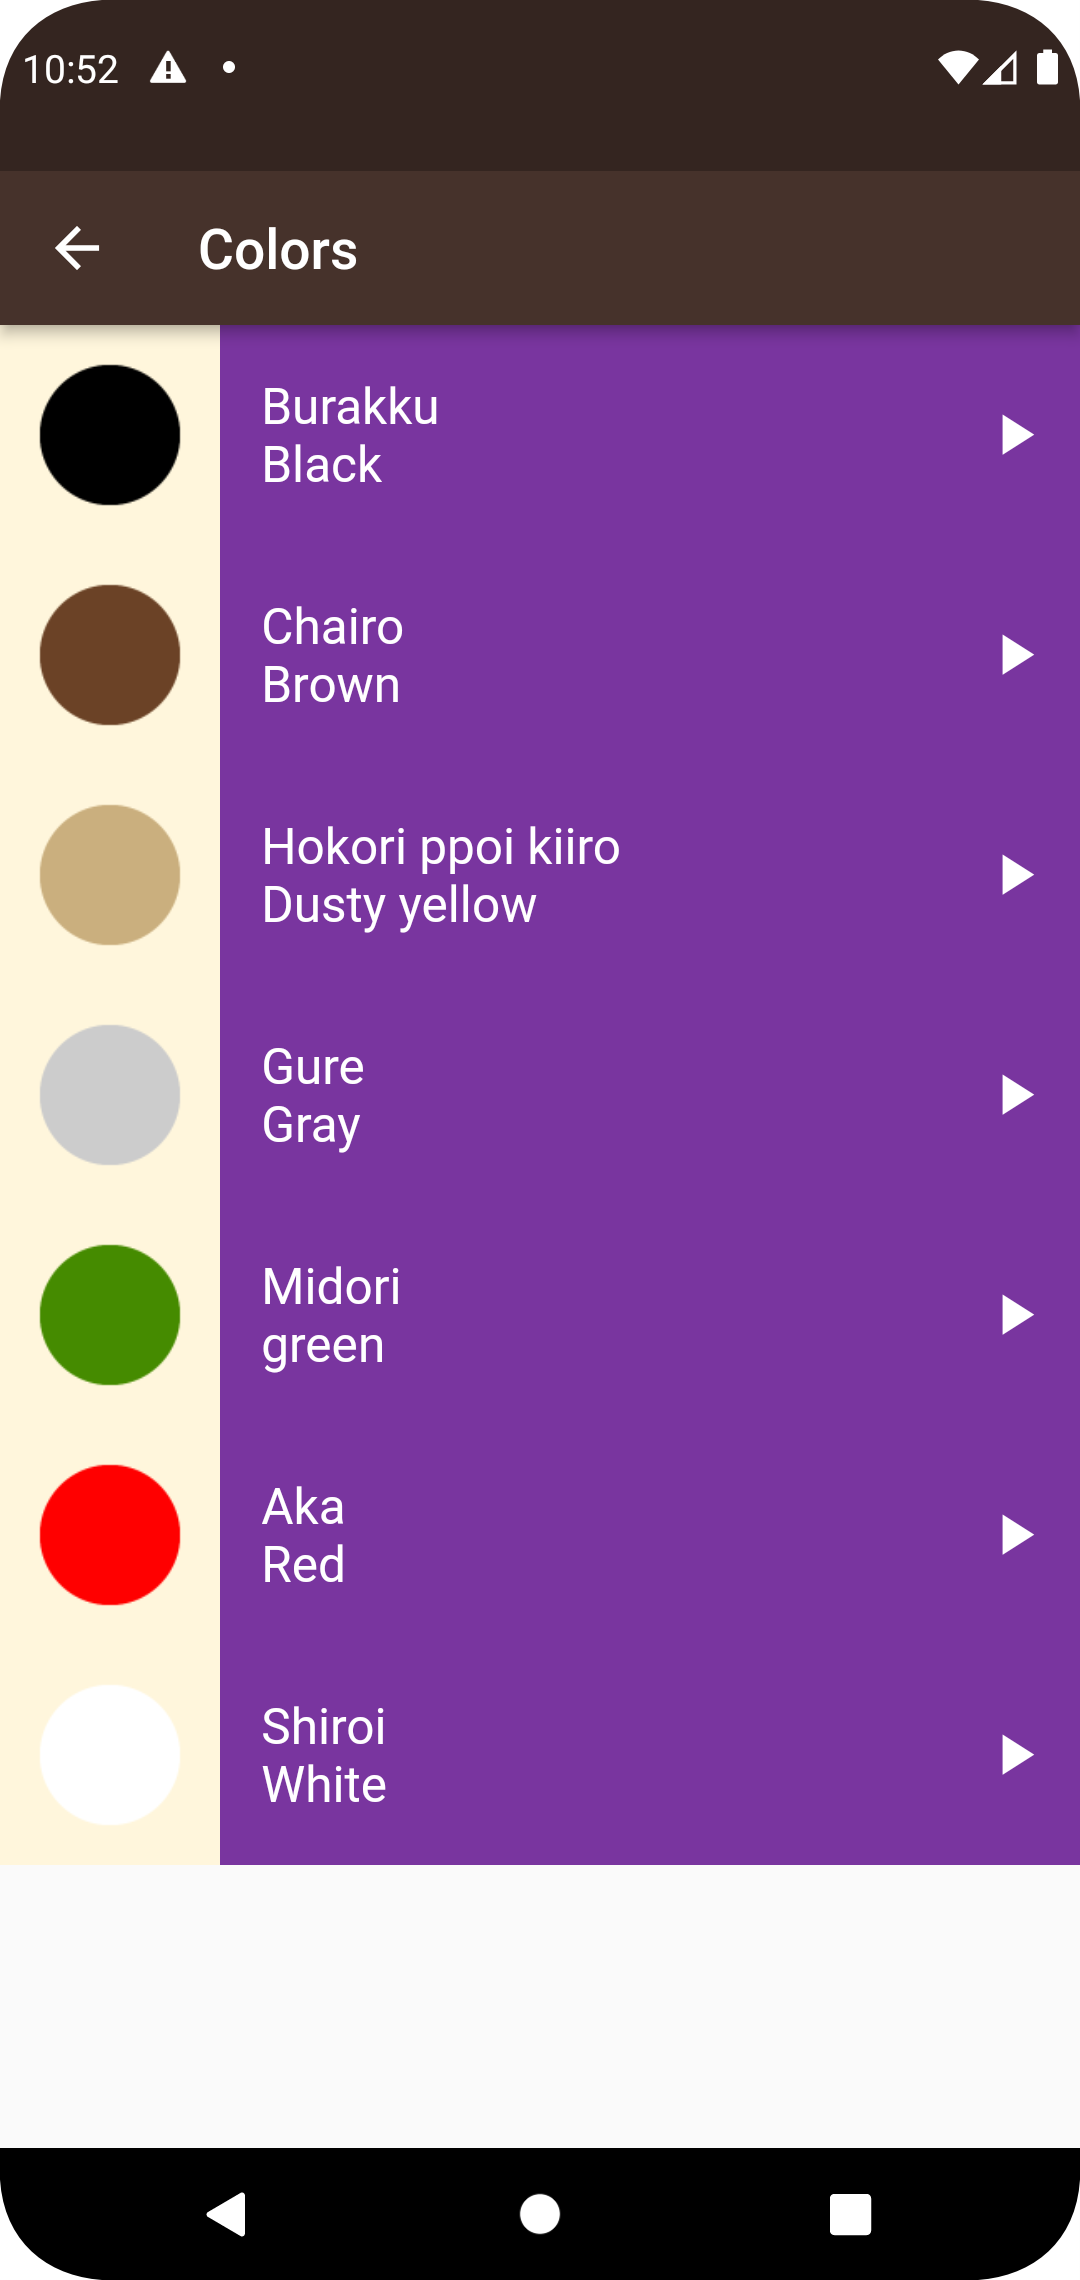 10:52
Colors
Burakku
Black
Chairo
Brown
Hokori ppoi kiiro
Dusty yellow
Gure
Gray
Midori
green
Aka
Red
Shiroi
White